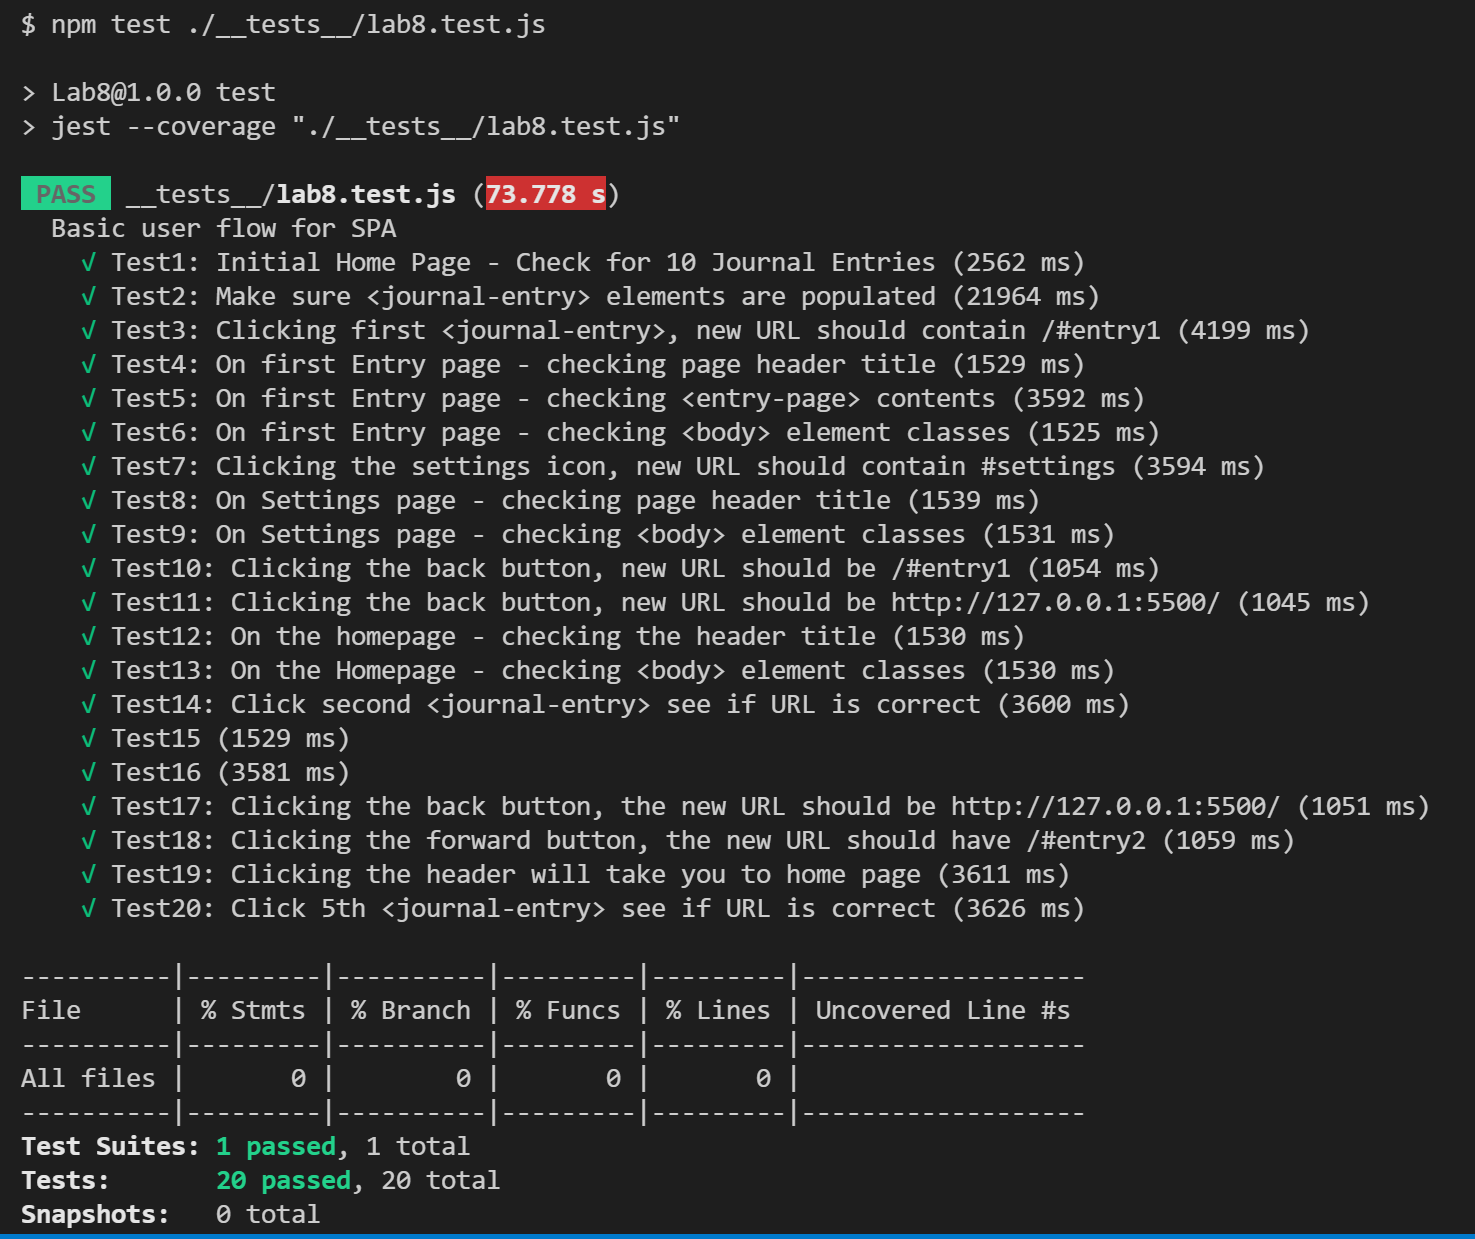 $ npm test ./__tests__/lab8.test.js
> Lab8@1.0.0 test
> jest --coverage "./__tests__/lab8.test.js"
PASS __tests__/lab8.test.js (73.778 s)
Basic user flow for SPA
√ Test1: Initial Home Page - Check for 10 Journal Entries (2562 ms)
√ Test2: Make sure <journal-entry> elements are populated (21964 ms)
√ Test3: Clicking first <journal-entry>, new URL should contain /#entry1 (4199 ms)
√ Test4: On first Entry page - checking page header title (1529 ms)
√ Test5: On first Entry page - checking <entry-page> contents (3592 ms)
√ Test6: On first Entry page - checking <body> element classes (1525 ms)
√ Test7: Clicking the settings icon, new URL should contain #settings (3594 ms)
√ Test8: On Settings page - checking page header title (1539 ms)
√ Test9: On Settings page - checking <body> element classes (1531 ms)
√ Test10: Clicking the back button, new URL should be /#entry1 (1054 ms)
√ Test11: Clicking the back button, new URL should be http://127.0.0.1:5500/ (1045 ms)
√ Test12: On the homepage - checking the header title (1530 ms)
√ Test13: On the Homepage - checking <body> element classes (1530 ms)
√ Test14: Click second <journal-entry> see if URL is correct (3600 ms)
√ Test15 (1529 ms)
√ Test16 (3581 ms)
√ Test17: Clicking the back button, the new URL should be http://127.0.0.1:5500/ (1051 ms)
√ Test18: Clicking the forward button, the new URL should have /#entry2 (1059 ms)
√ Test19: Clicking the header will take you to home page (3611 ms)
√ Test20: Click 5th <journal-entry> see if URL is correct (3626 ms)
----------|---------|----------|---------|---------|-------------------
File      | % Stmts | % Branch | % Funcs | % Lines | Uncovered Line #s
----------|---------|----------|---------|---------|-------------------
All files |       0 |        0 |       0 |       0 |
----------|---------|----------|---------|---------|-------------------
Test Suites: 1 passed, 1 total
Tests:       20 passed, 20 total
Snapshots:   0 total